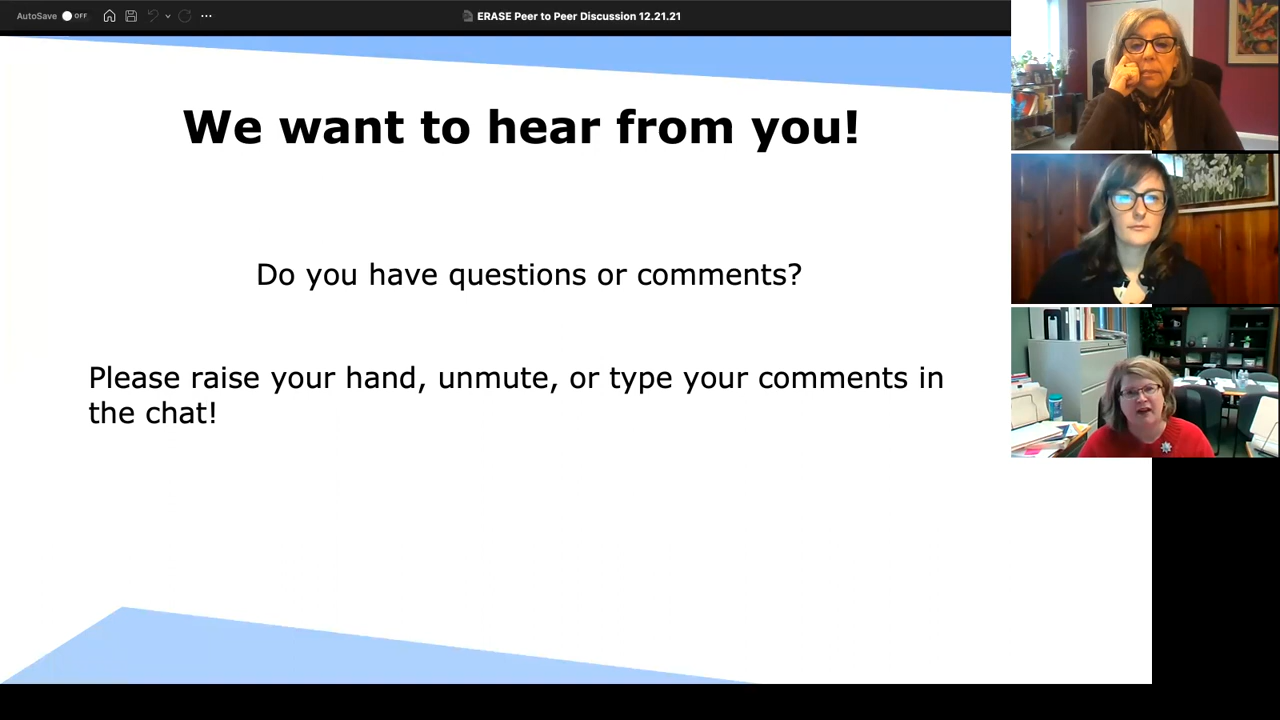 AutoSave OFF
ERASE Peer to Peer Discussion 12.21.21
We want to hear from you!
Do you have questions or comments?
Please raise your hand, unmute, or type your comments in
the chat!